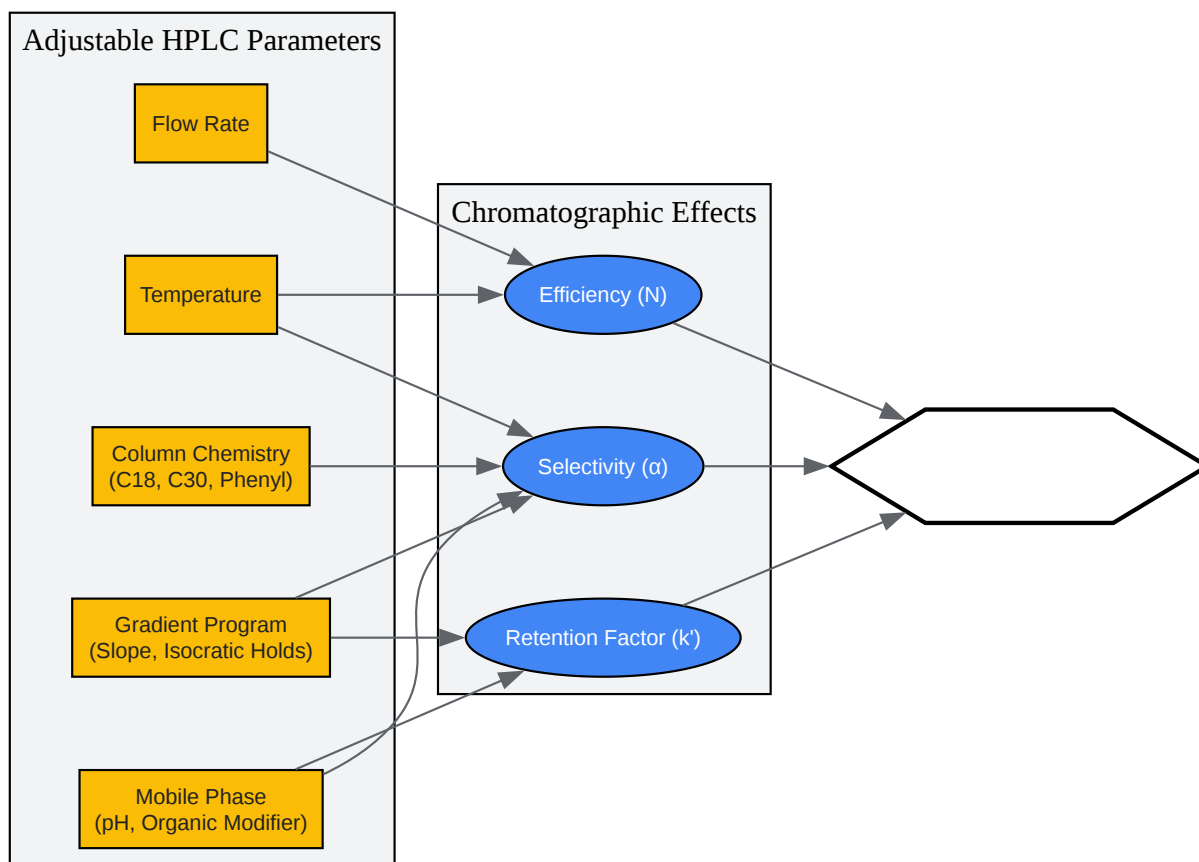 Adjustable HPLC Parameters
Flow Rate
Temperature
Column Chemistry
(C18, C30, Phenyl)
Gradient Program
(Slope, Isocratic Holds)
Mobile Phase
(pH, Organic Modifier)
Chromatographic Effects
Efficiency (N)
Selectivity (α)
Retention Factor (k')